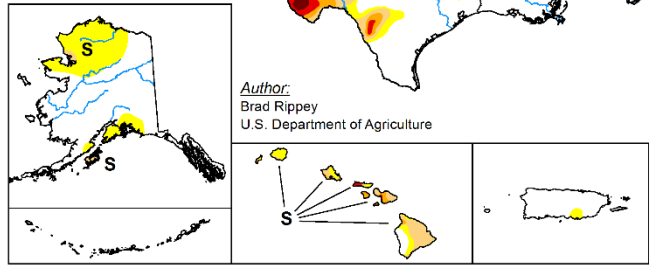 S
S
Author:
Brad Rippey
U.S. Department of Agriculture
S